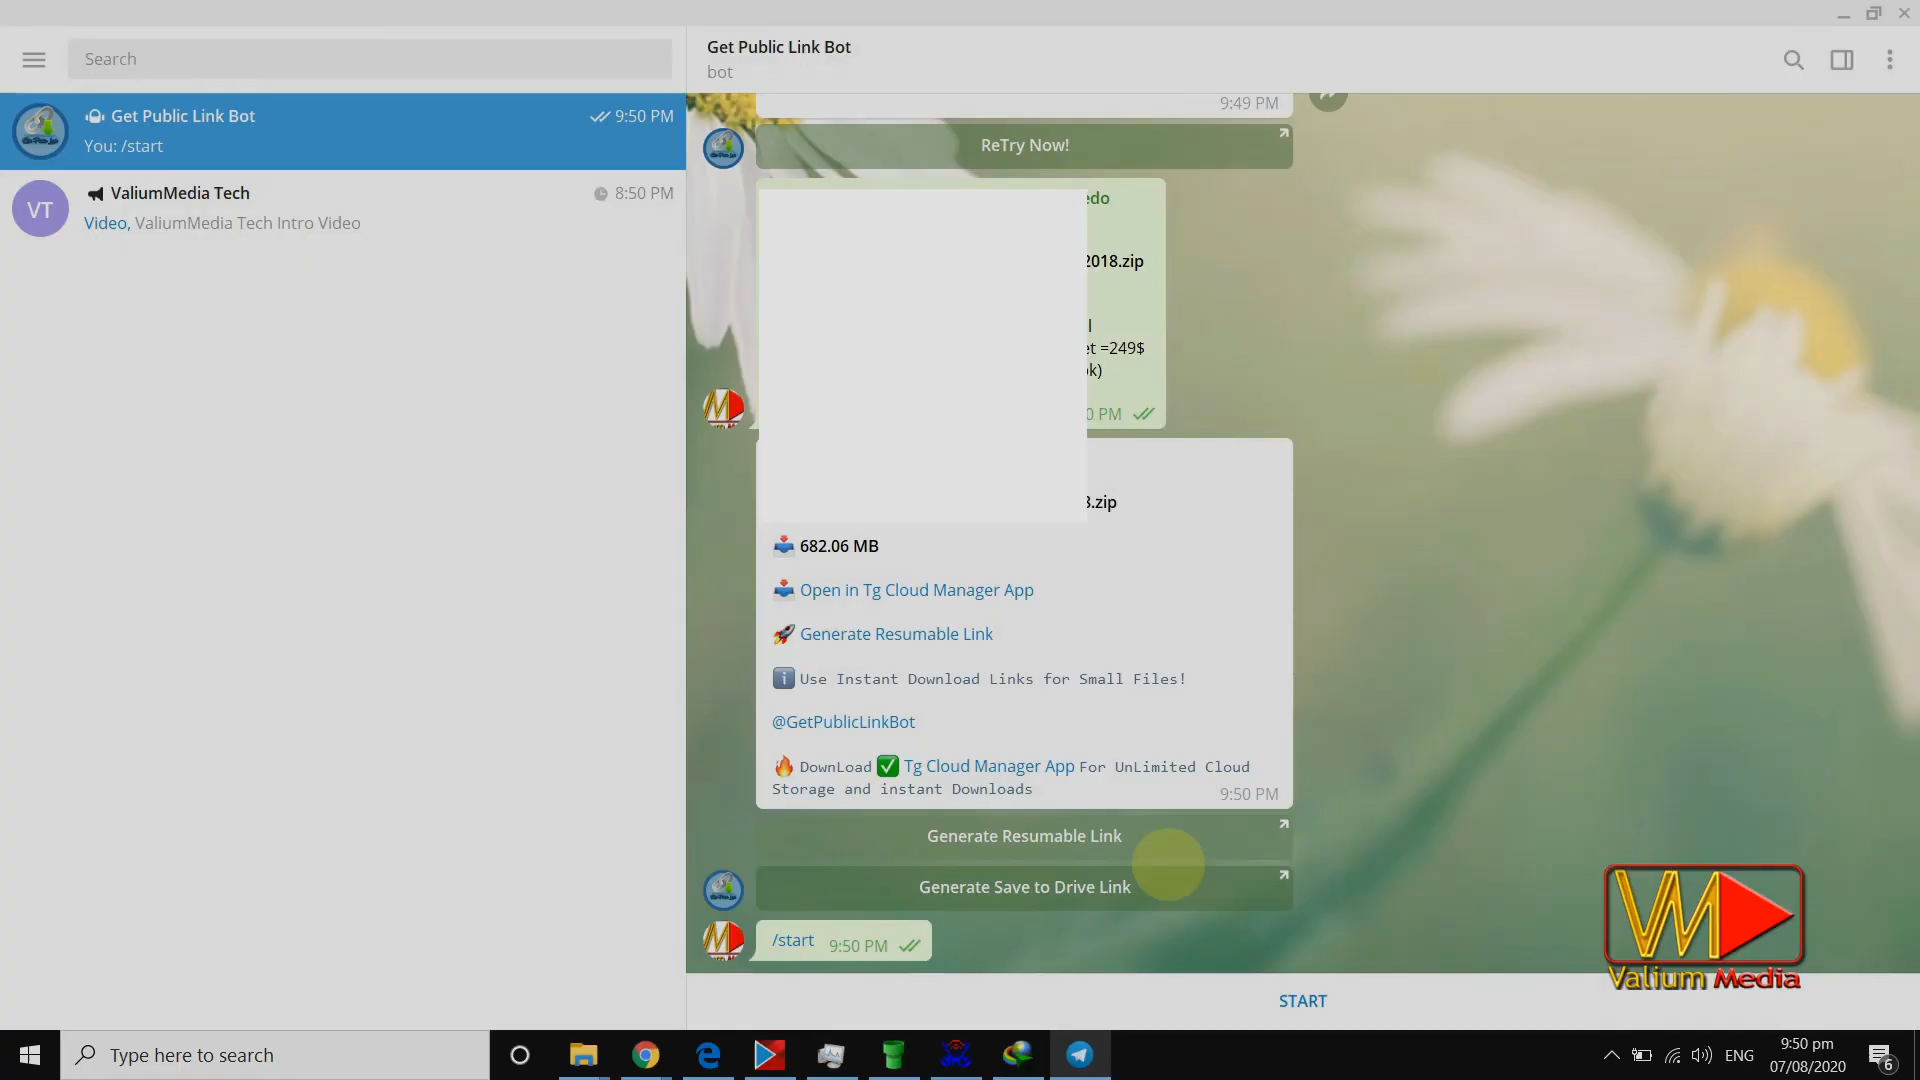 Search
Get Public Link Bot
bot
Get Public Link Bot 9:50 PM
You: /start
VT
ValiumMedia Tech 8:50 PM
Video, ValiumMedia Tech Intro Video
9:49 PM
ReTry Now!
2018.zip
=249$
PM
.zip
682.06 MB
Open in Tg Cloud Manager App
Generate Resumable Link
Use Instant Download Links for Small Files!
@GetPublicLinkBot
DownLoad ✅ Tg Cloud Manager App For UnLimited Cloud
Storage and instant Downloads 9:50 PM
Generate Resumable Link
Generate Save to Drive Link
/start 9:50 PM
VM
Valium Media
START
Type here to search
ENG
9:50 pm
07/08/2020
6